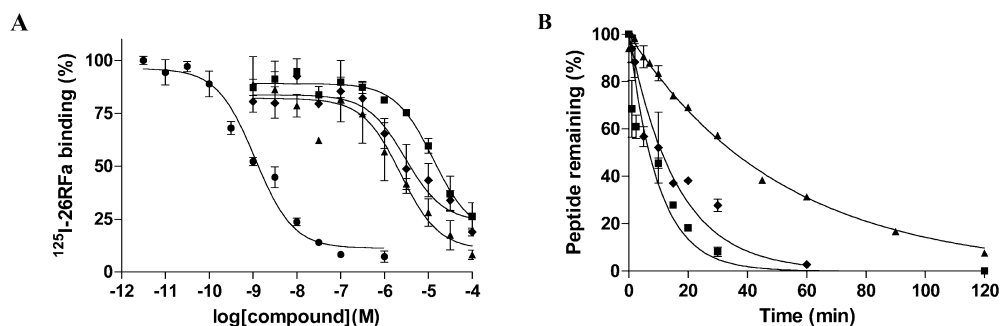 A
¹²⁵I-26RFa binding (%)
100
75
50
25
0
-12 -11 -10 -9 -8 -7 -6 -5 -4
log[compound](M)
B
Peptide remaining (%)
100
80
60
40
20
0
0 20 40 60 80 100 120
Time (min)